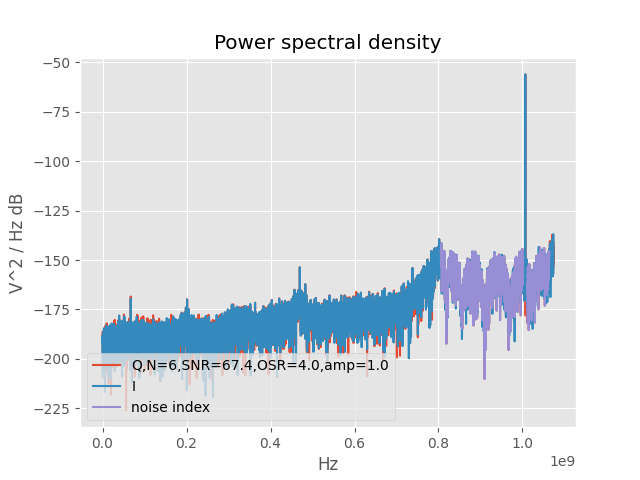 Power spectral density
V^2 / Hz dB
−50
−75
−100
−125
−150
−175
−200
−225
Q,N=6,SNR=67.4,OSR=4.0,amp=1.0
I
noise index
0.0 0.2 0.4 0.6 0.8 1.0
1e9
Hz